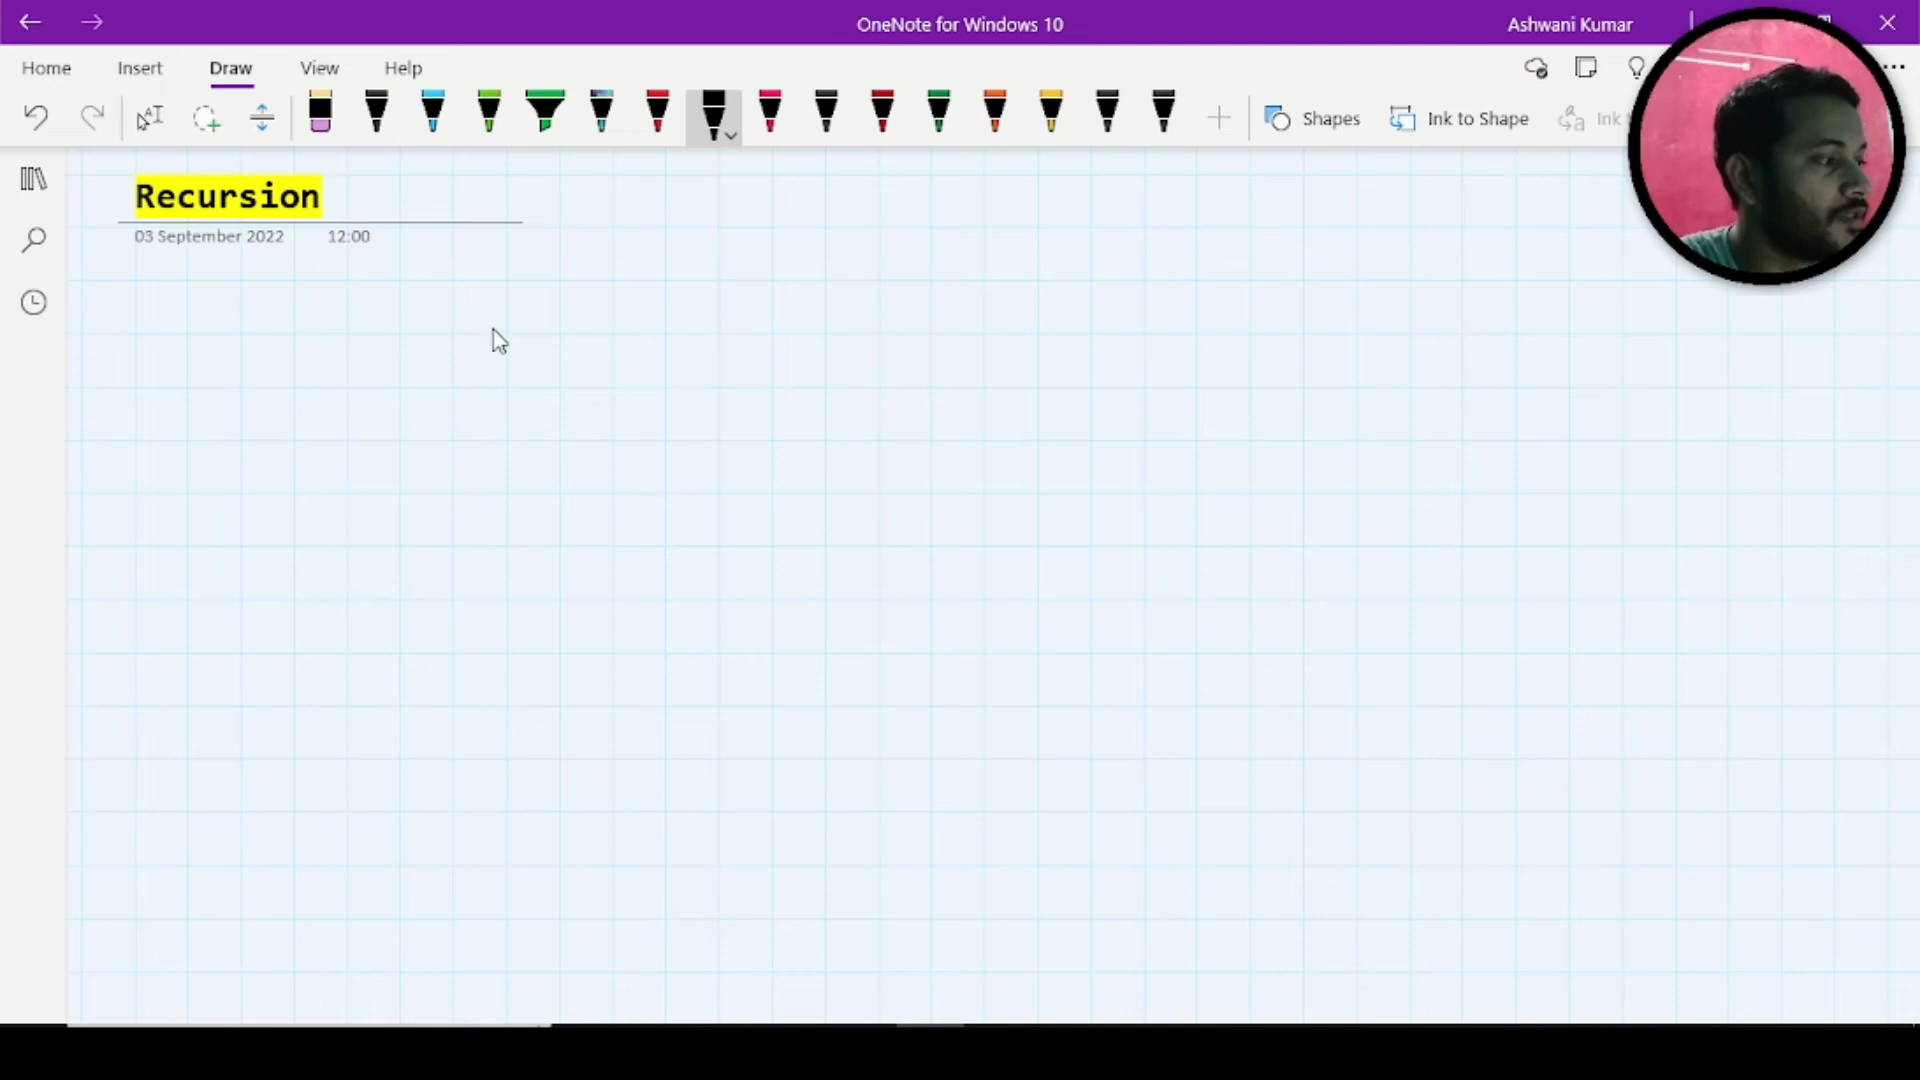 OneNote for Windows 10
Ashwani Kumar
Home Insert Draw View Help
Shapes
Ink to Shape
Ink
Recursion
03 September 2022 12:00